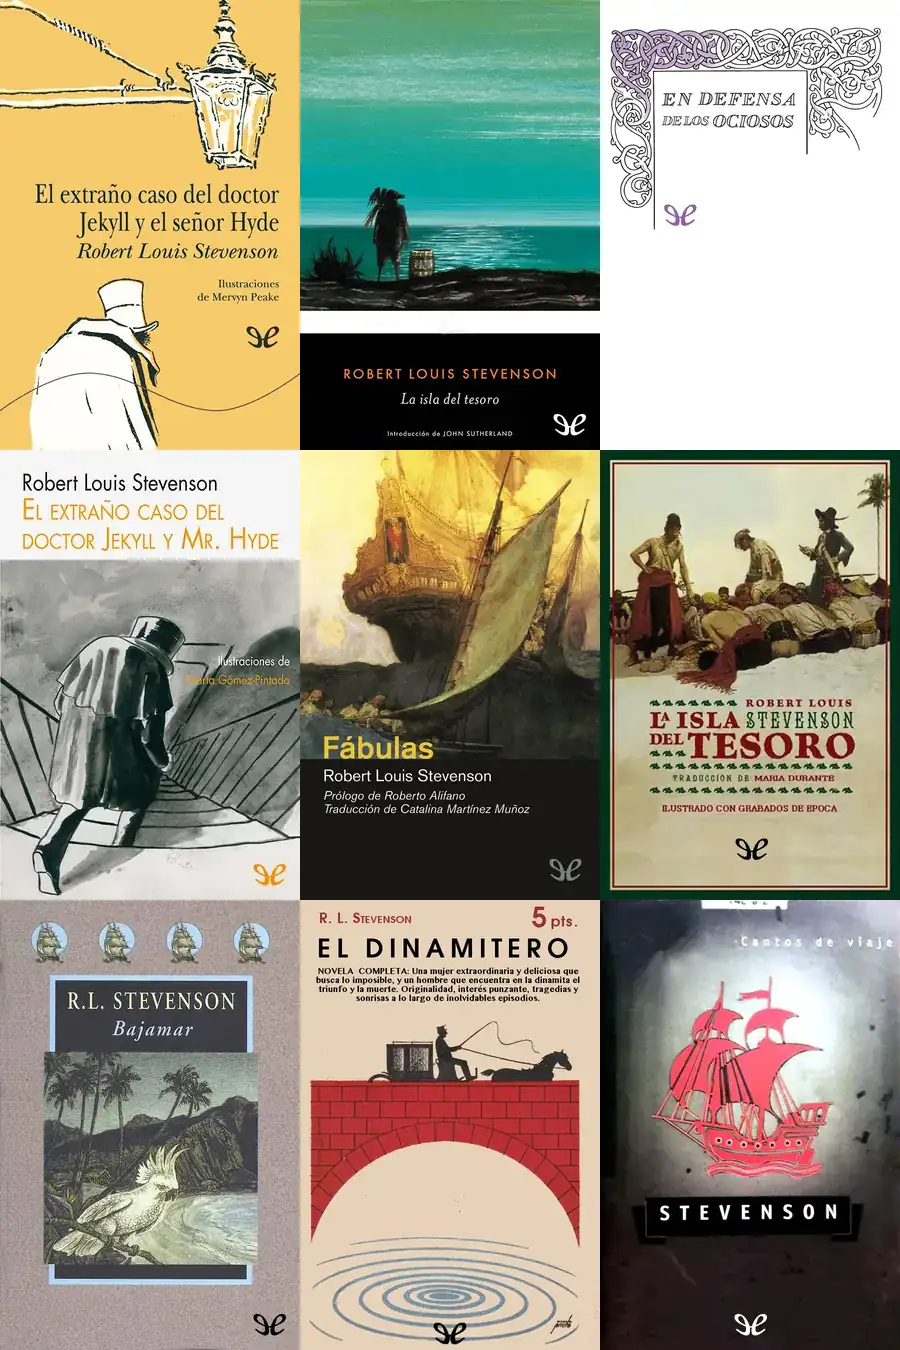 El extraño caso del doctor
Jekyll y el señor Hyde
Robert Louis Stevenson
Ilustraciones
de Mervyn Peake
ROBERT LOUIS STEVENSON
La isla del tesoro
Introducción de JOHN SUTHERLAND
EN DEFENSA
DE LOS OCIOSOS
Robert Louis Stevenson
EL EXTRAÑO CASO DEL
DOCTOR JEKYLL Y MR. HYDE
Ilustraciones de
Marta Gómez-Pintado
Fábulas
Robert Louis Stevenson
Prólogo de Roberto Alifano
Traducción de Catalina Martínez Muñoz
ROBERT LOUIS
LA ISLA STEVENSON
DEL TESORO
TRADUCCIÓN DE MARIA DURANTE
ILUSTRADO CON GRABADOS DE EPOCA
R.L. STEVENSON
Bajamar
R. L. STEVENSON
5 pts.
EL DINAMITERO
NOVELA COMPLETA: Una mujer extraordinaria y deliciosa que
busca lo imposible, y un hombre que encuentra en la dinamita el
triunfo y la muerte. Originalidad, interés punzante, tragedias y
sonrisas a lo largo de inolvidables episodios.
Cantos de viaje
STEVENSON